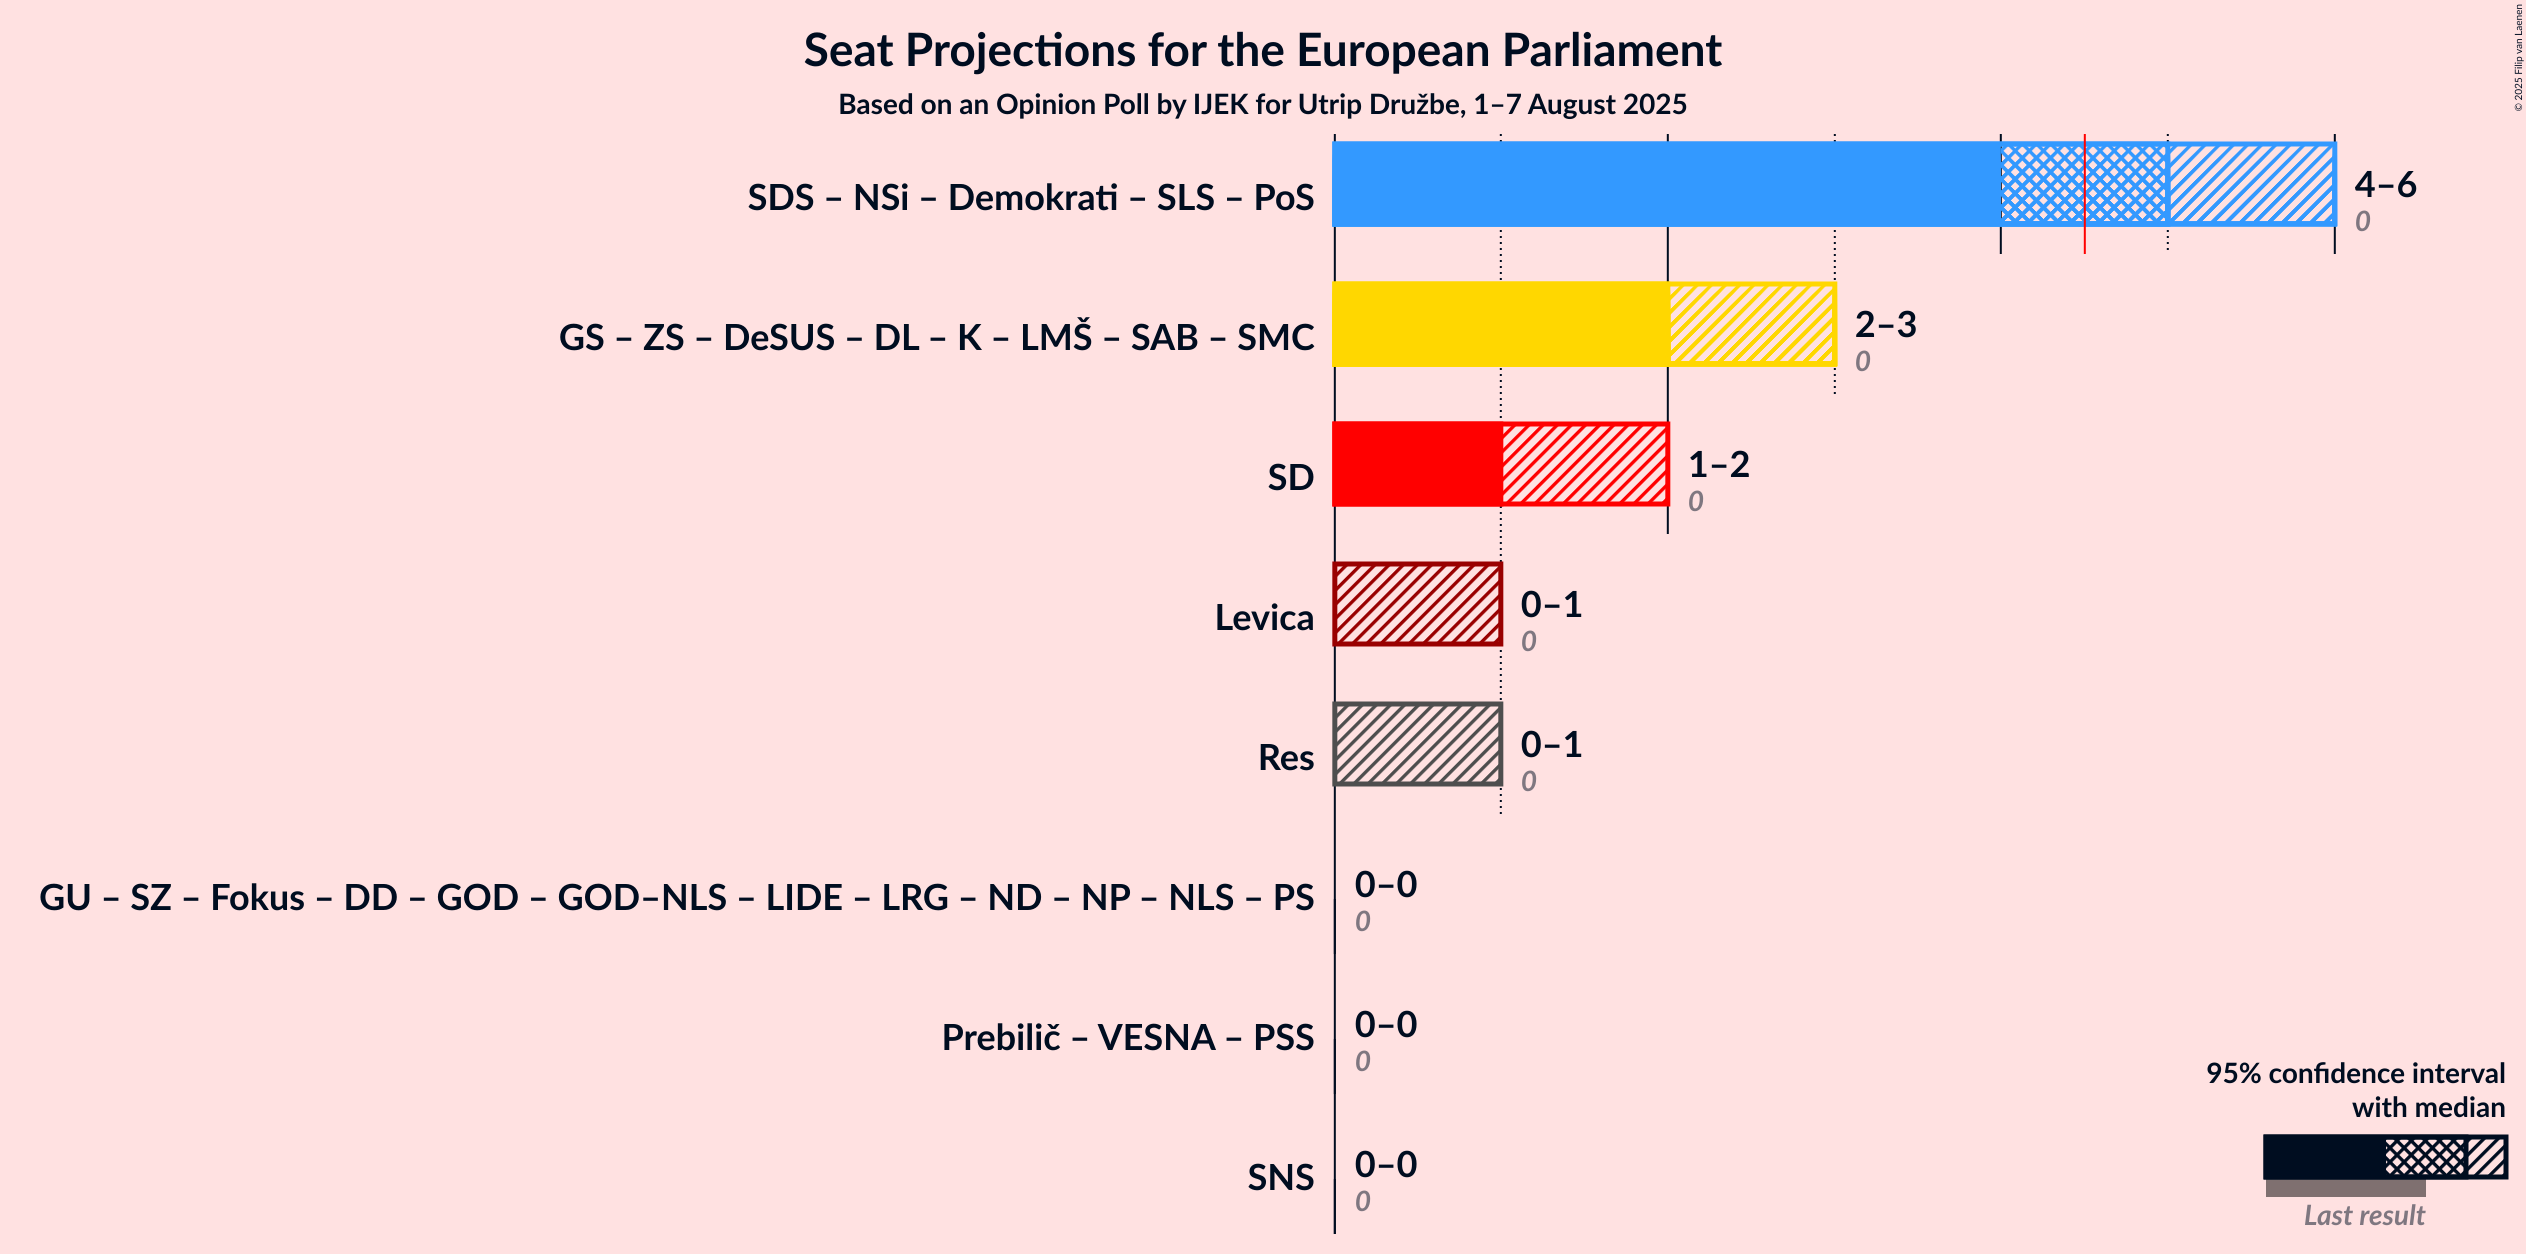 Seat Projections for the European Parliament
Based on an Opinion Poll by IJEK for Utrip Družbe, 1–7 August 2025
© 2025 Filip van Laenen
SDS – NSi – Demokrati – SLS – PoS
4–6
0
GS – ZS – DeSUS – DL – K – LMŠ – SAB – SMC
2–3
0
SD
1–2
0
Levica
0–1
0
Res
0–1
0
GU – SZ – Fokus – DD – GOD – GOD–NLS – LIDE – LRG – ND – NP – NLS – PS
0–0
0
Prebilič – VESNA – PSS
0–0
0
SNS
0–0
0
95% confidence interval
with median
Last result